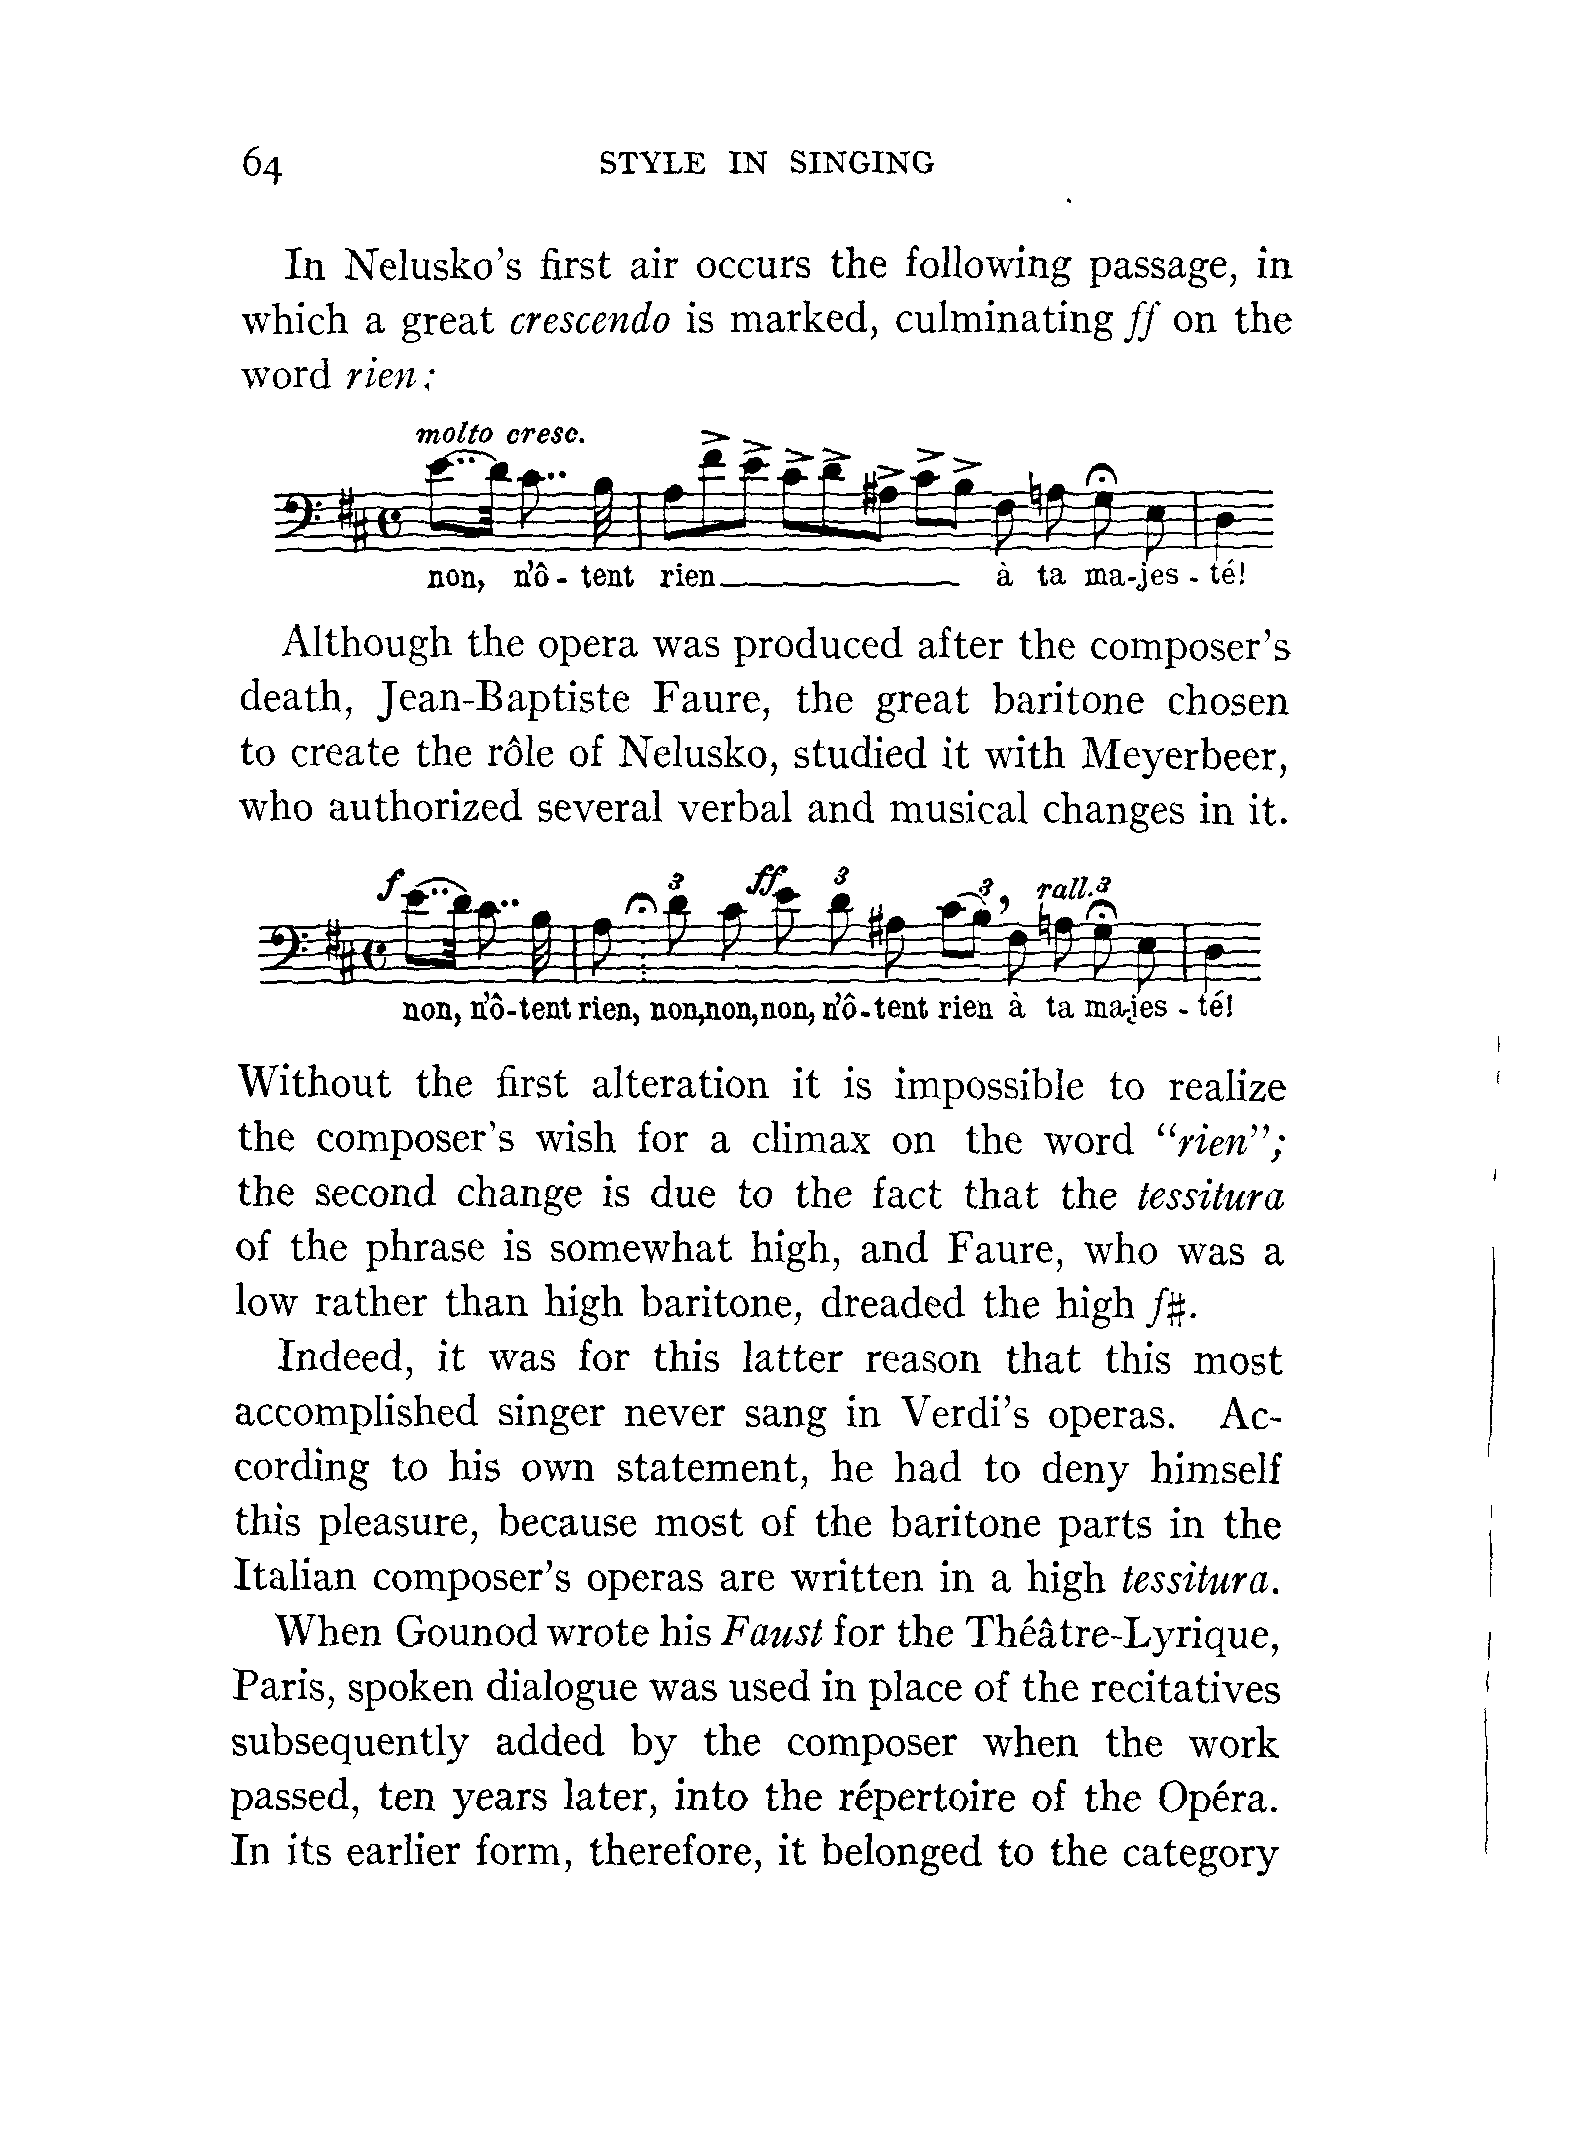 64 STYLE IN SINGING
In Nelusko's first air occurs the following passage, in
which a great crescendo is marked, culminating ff on the
word rien:
molto cresc.
non, n'ô - tent rien à ta ma-jes - té!
Although the opera was produced after the composer's
death, Jean-Baptiste Faure, the great baritone chosen
to create the rôle of Nelusko, studied it with Meyerbeer,
who authorized several verbal and musical changes in it.
f 3 ff 3 3 rall. 3
non, n'ô-tent rien, non, non, non, n'ô-tent rien à ta ma-jes - té!
Without the first alteration it is impossible to realize
the composer's wish for a climax on the word "rien";
the second change is due to the fact that the tessitura
of the phrase is somewhat high, and Faure, who was a
low rather than high baritone, dreaded the high f♯.
Indeed, it was for this latter reason that this most
accomplished singer never sang in Verdi's operas. Ac-
cording to his own statement, he had to deny himself
this pleasure, because most of the baritone parts in the
Italian composer's operas are written in a high tessitura.
When Gounod wrote his Faust for the Théâtre-Lyrique,
Paris, spoken dialogue was used in place of the recitatives
subsequently added by the composer when the work
passed, ten years later, into the répertoire of the Opéra.
In its earlier form, therefore, it belonged to the category